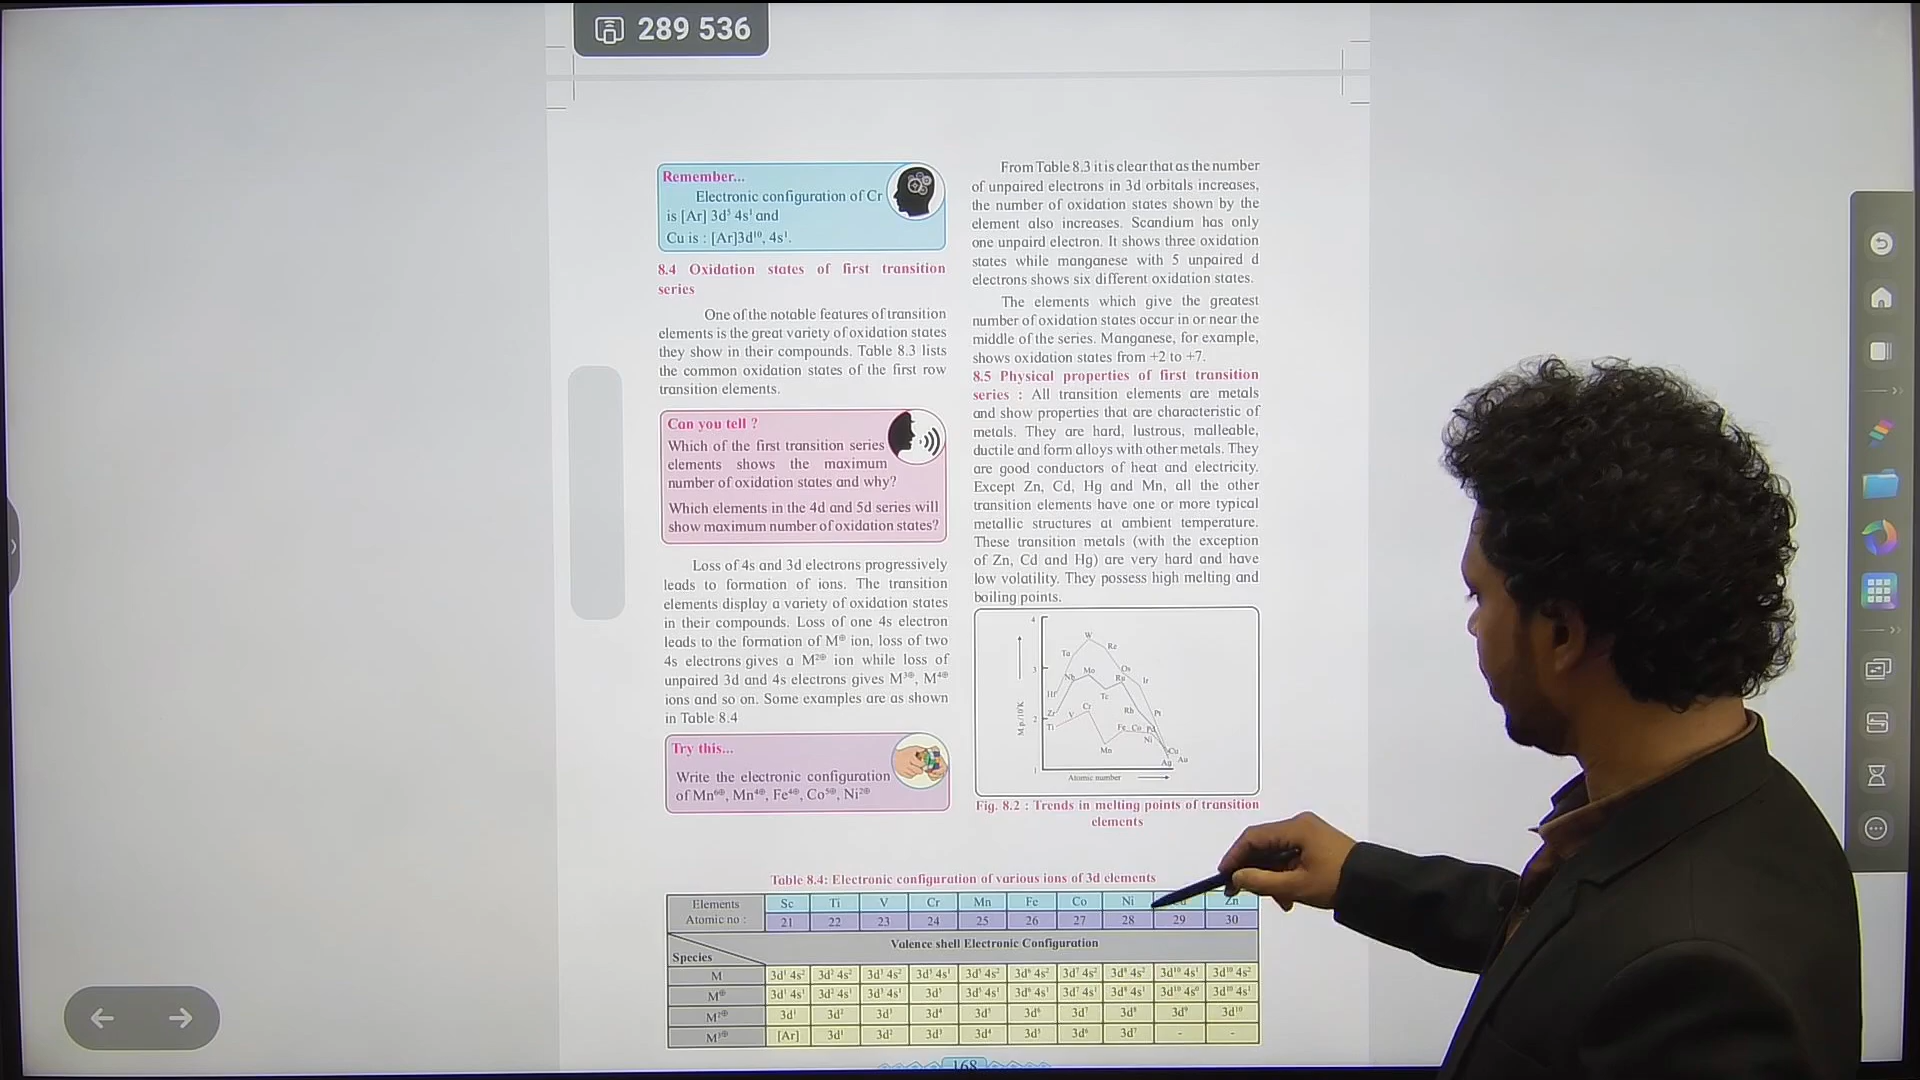 289 536
Remember...
Electronic configuration of Cr
is [Ar] 3d⁵ 4s¹ and
Cu is : [Ar]3d¹⁰, 4s¹.
8.4 Oxidation states of first transition
series
One of the notable features of transition
elements is the great variety of oxidation states
they show in their compounds. Table 8.3 lists
the common oxidation states of the first row
transition elements.
Can you tell ?
Which of the first transition series
elements shows the maximum
number of oxidation states and why?
Which elements in the 4d and 5d series will
show maximum number of oxidation states?
Loss of 4s and 3d electrons progressively
leads to formation of ions. The transition
elements display a variety of oxidation states
in their compounds. Loss of one 4s electron
leads to the formation of M⊕ ion, loss of two
4s electrons gives a M²⊕ ion while loss of
unpaired 3d and 4s electrons gives M³⊕, M⁴⊕
ions and so on. Some examples are as shown
in Table 8.4
Try this...
Write the electronic configuration
of Mn⁶⊕, Mn⁴⊕, Fe⁴⊕, Co⁵⊕, Ni²⊕
From Table 8.3 it is clear that as the number
of unpaired electrons in 3d orbitals increases,
the number of oxidation states shown by the
element also increases. Scandium has only
one unpaird electron. It shows three oxidation
states while manganese with 5 unpaired d
electrons shows six different oxidation states.
The elements which give the greatest
number of oxidation states occur in or near the
middle of the series. Manganese, for example,
shows oxidation states from +2 to +7.
8.5 Physical properties of first transition
series : All transition elements are metals
and show properties that are characteristic of
metals. They are hard, lustrous, malleable,
ductile and form alloys with other metals. They
are good conductors of heat and electricity.
Except Zn, Cd, Hg and Mn, all the other
transition elements have one or more typical
metallic structures at ambient temperature.
These transition metals (with the exception
of Zn, Cd and Hg) are very hard and have
low volatility. They possess high melting and
boiling points.
4
W
Ta Re
3 Nb Mo Ru Os
Hf Tc Ir
M.p./10³K
2 Zr V Cr Rb Pt
Ti Fe Co Pd
Mn Ni
Cu
Ag Au
1
Atomic number
Fig. 8.2 : Trends in melting points of transition
elements
Table 8.4: Electronic configuration of various ions of 3d elements
Elements Sc Ti V Cr Mn Fe Co Ni Zn
Atomic no : 21 22 23 24 25 26 27 28 29 30
Valence shell Electronic Configuration
Species
M 3d¹ 4s² 3d² 4s² 3d³ 4s² 3d⁵ 4s¹ 3d⁵ 4s² 3d⁶ 4s² 3d⁷ 4s² 3d⁸ 4s² 3d¹⁰ 4s¹ 3d¹⁰ 4s²
M⊕ 3d¹ 4s¹ 3d² 4s¹ 3d³ 4s¹ 3d⁵ 3d⁵ 4s¹ 3d⁶ 4s¹ 3d⁷ 4s¹ 3d⁸ 4s¹ 3d¹⁰ 4s⁰ 3d¹⁰ 4s¹
M²⊕ 3d¹ 3d² 3d³ 3d⁴ 3d⁵ 3d⁶ 3d⁷ 3d⁸ 3d⁹ 3d¹⁰
M³⊕ [Ar] 3d¹ 3d² 3d³ 3d⁴ 3d⁵ 3d⁶ 3d⁷ - -
168